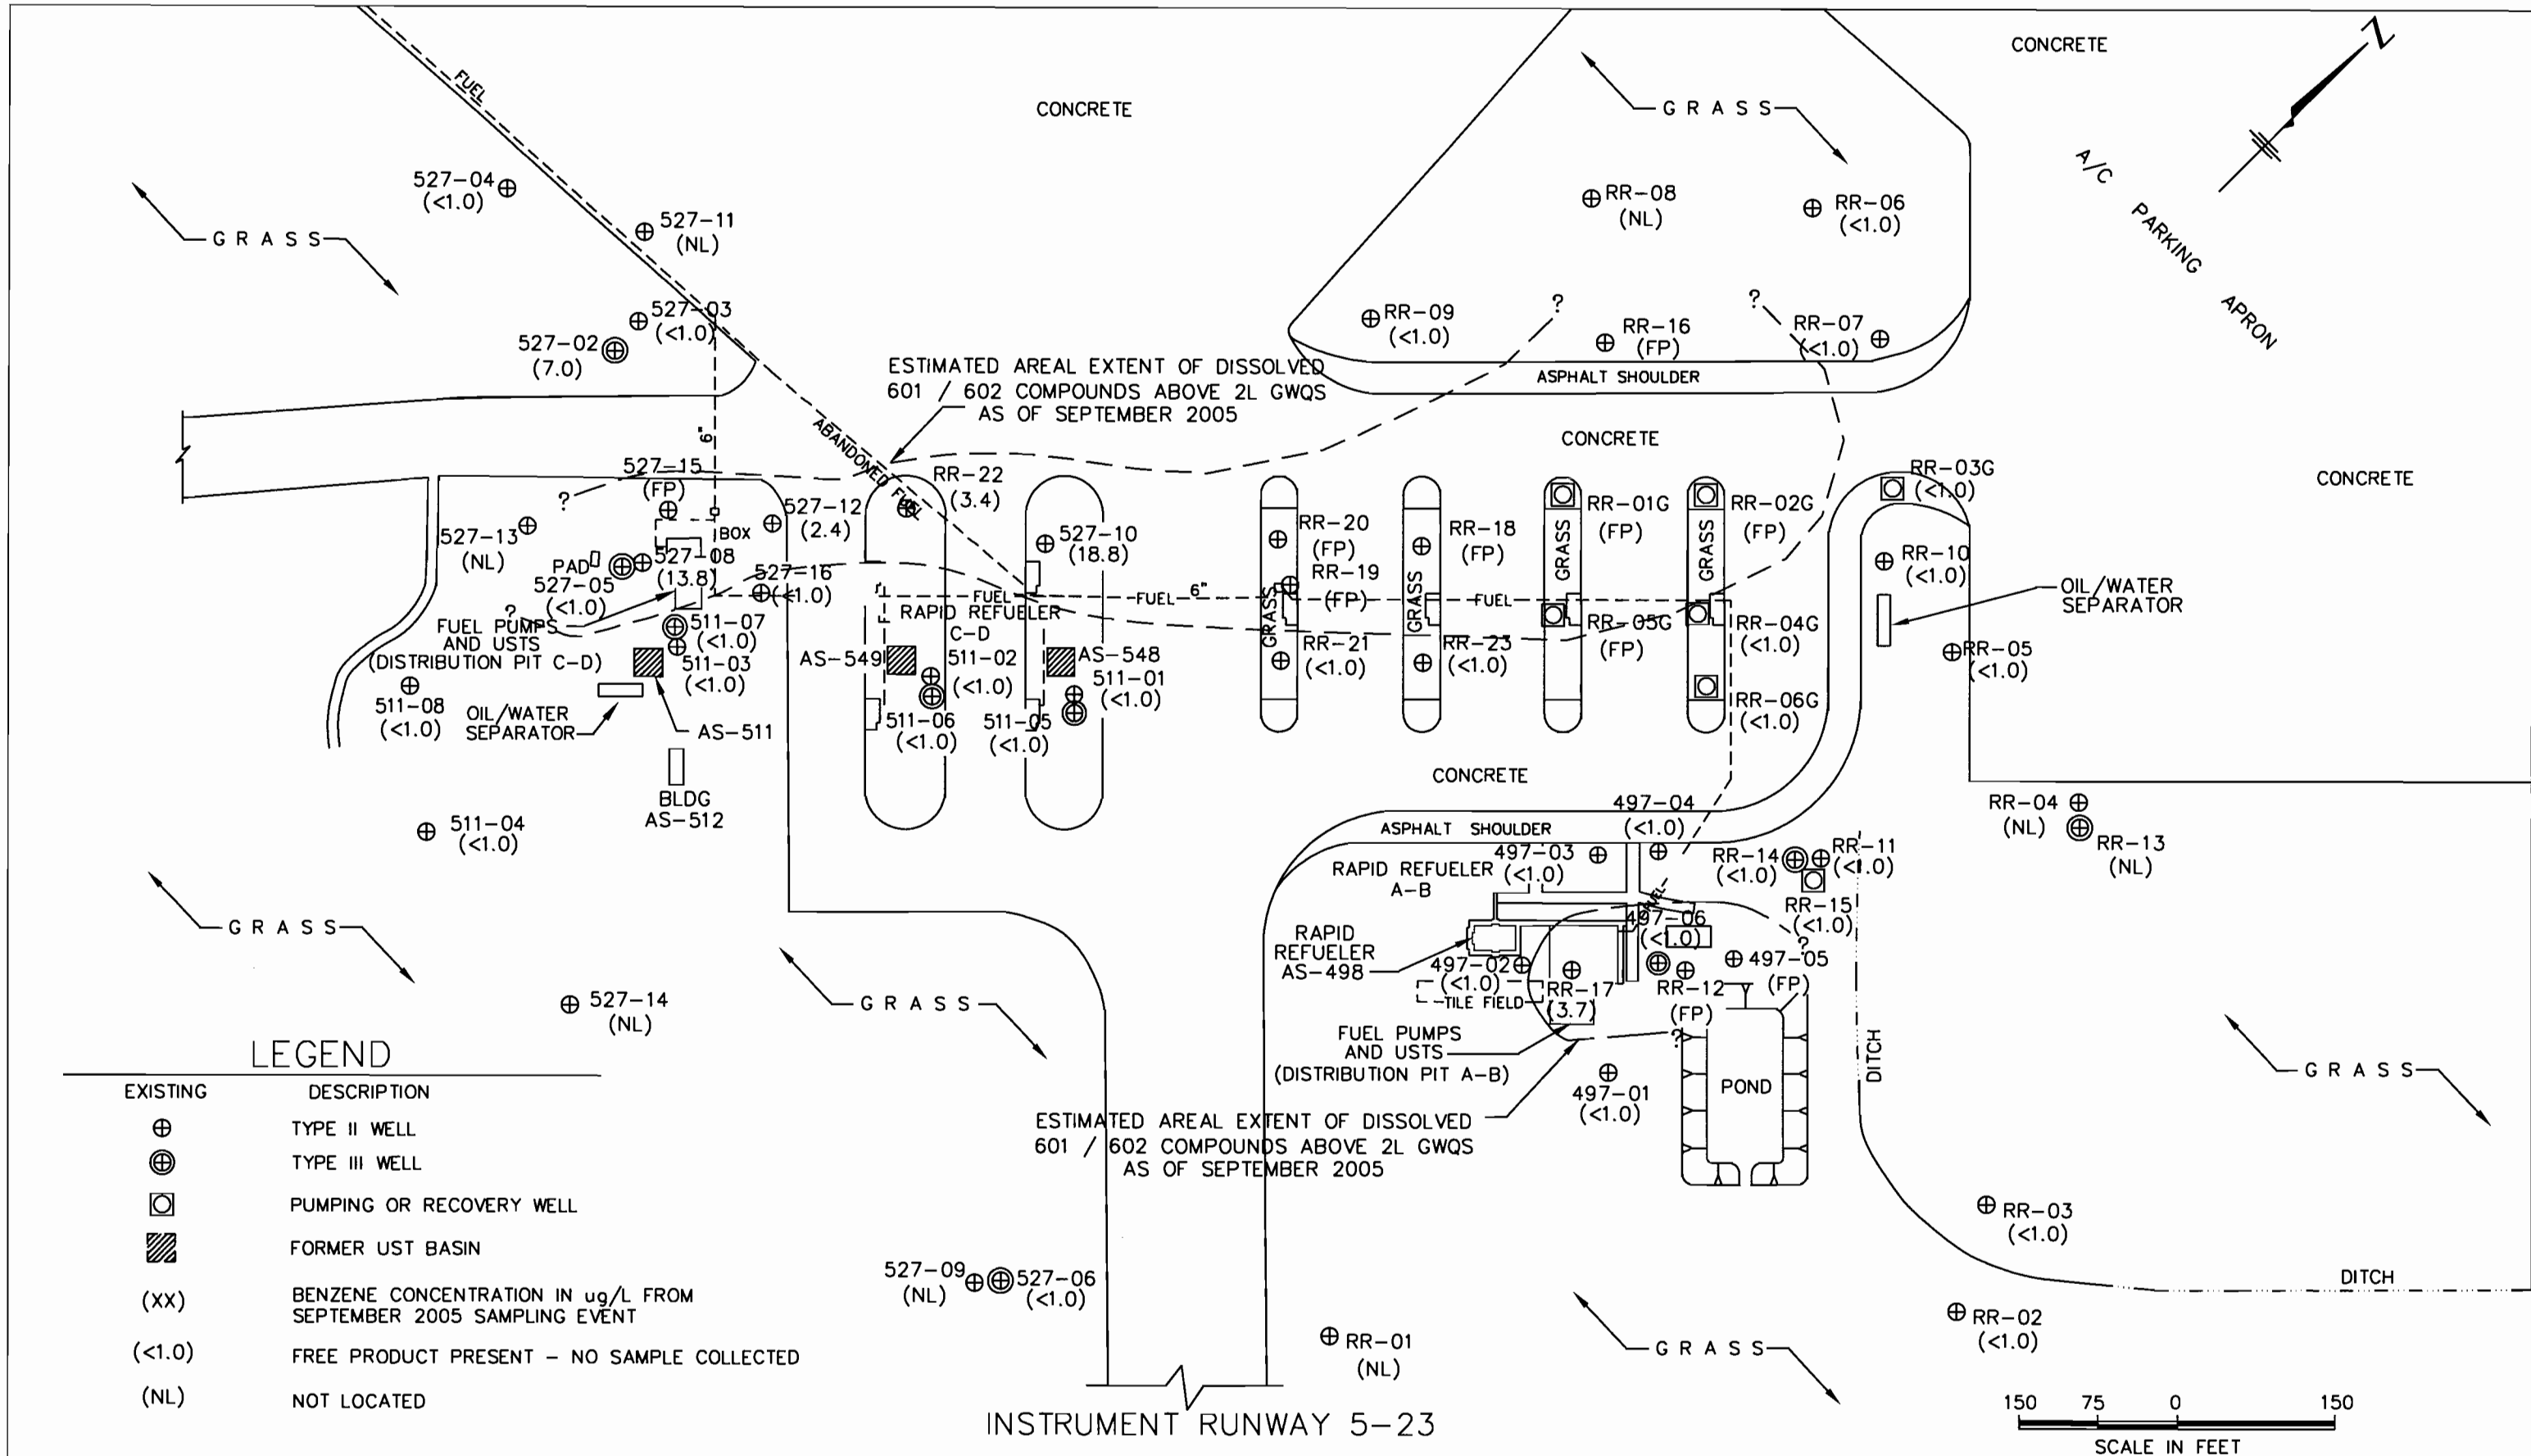 CONCRETE
N
FUEL
CONCRETE
G R A S S
A/C PARKING APRON
527-04
(<1.0)
527-11
(NL)
RR-08
(NL)
RR-06
(<1.0)
G R A S S
527-03
(<1.0)
527-02
(7.0)
RR-09
(<1.0)
?
?
RR-16
(FP)
RR-07
(<1.0)
ASPHALT SHOULDER
ESTIMATED AREAL EXTENT OF DISSOLVED
601 / 602 COMPOUNDS ABOVE 2L GWQS
AS OF SEPTEMBER 2005
6"
ABANDONED FUEL
CONCRETE
CONCRETE
527-15
(FP)
?
RR-22
(3.4)
527-12
(2.4)
BOX
527-13
(NL)
PAD
527-08
(13.8)
527-05
(<1.0)
527-16
(<1.0)
527-10
(18.8)
RR-20
(FP)
RR-19
(FP)
RR-18
(FP)
RR-01G
(FP)
RR-02G
(FP)
RR-03G
(<1.0)
RR-10
(<1.0)
OIL/WATER
SEPARATOR
GRASS
GRASS
GRASS
GRASS
FUEL
FUEL 6"
FUEL
?
FUEL PUMPS
AND USTS
(DISTRIBUTION PIT C-D)
511-07
(<1.0)
511-03
(<1.0)
RAPID REFUELER
C-D
AS-549
511-02
(<1.0)
AS-548
511-01
(<1.0)
RR-21
(<1.0)
RR-23
(<1.0)
RR-05G
(FP)
RR-04G
(<1.0)
RR-05
(<1.0)
RR-06G
(<1.0)
511-08
(<1.0)
OIL/WATER
SEPARATOR
AS-511
511-06
(<1.0)
511-05
(<1.0)
BLDG
AS-512
511-04
(<1.0)
CONCRETE
497-04
(<1.0)
ASPHALT SHOULDER
RR-04
(NL)
RR-13
(NL)
RAPID REFUELER
A-B
497-03
(<1.0)
RR-14
(<1.0)
RR-11
(<1.0)
RR-15
(<1.0)
FUEL
497-06
(<1.0)
?
G R A S S
RAPID
REFUELER
AS-498
497-02
(<1.0)
TILE FIELD
RR-17
(3.7)
RR-12
(FP)
497-05
(FP)
G R A S S
527-14
(NL)
FUEL PUMPS
AND USTS
(DISTRIBUTION PIT A-B)
?
DITCH
POND
G R A S S
497-01
(<1.0)
ESTIMATED AREAL EXTENT OF DISSOLVED
601 / 602 COMPOUNDS ABOVE 2L GWQS
AS OF SEPTEMBER 2005
RR-03
(<1.0)
DITCH
527-09
(NL)
527-06
(<1.0)
RR-01
(NL)
RR-02
(<1.0)
G R A S S
LEGEND
EXISTING DESCRIPTION
TYPE II WELL
TYPE III WELL
PUMPING OR RECOVERY WELL
FORMER UST BASIN
(XX) BENZENE CONCENTRATION IN ug/L FROM
SEPTEMBER 2005 SAMPLING EVENT
(<1.0) FREE PRODUCT PRESENT - NO SAMPLE COLLECTED
(NL) NOT LOCATED
INSTRUMENT RUNWAY 5-23
150 75 0 150
SCALE IN FEET